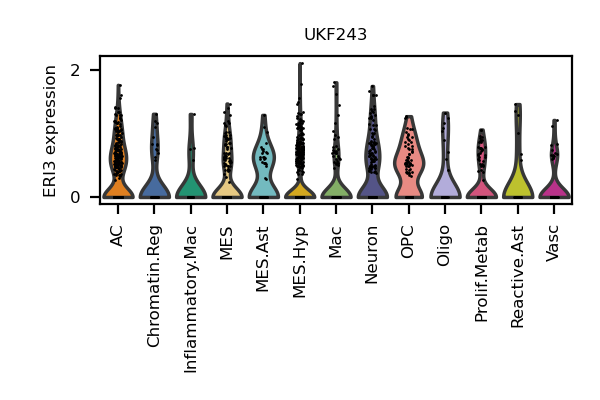 UKF243
ERI3 expression
2
0
AC
Chromatin.Reg
Inflammatory.Mac
MES
MES.Ast
MES.Hyp
Mac
Neuron
OPC
Oligo
Prolif.Metab
Reactive.Ast
Vasc